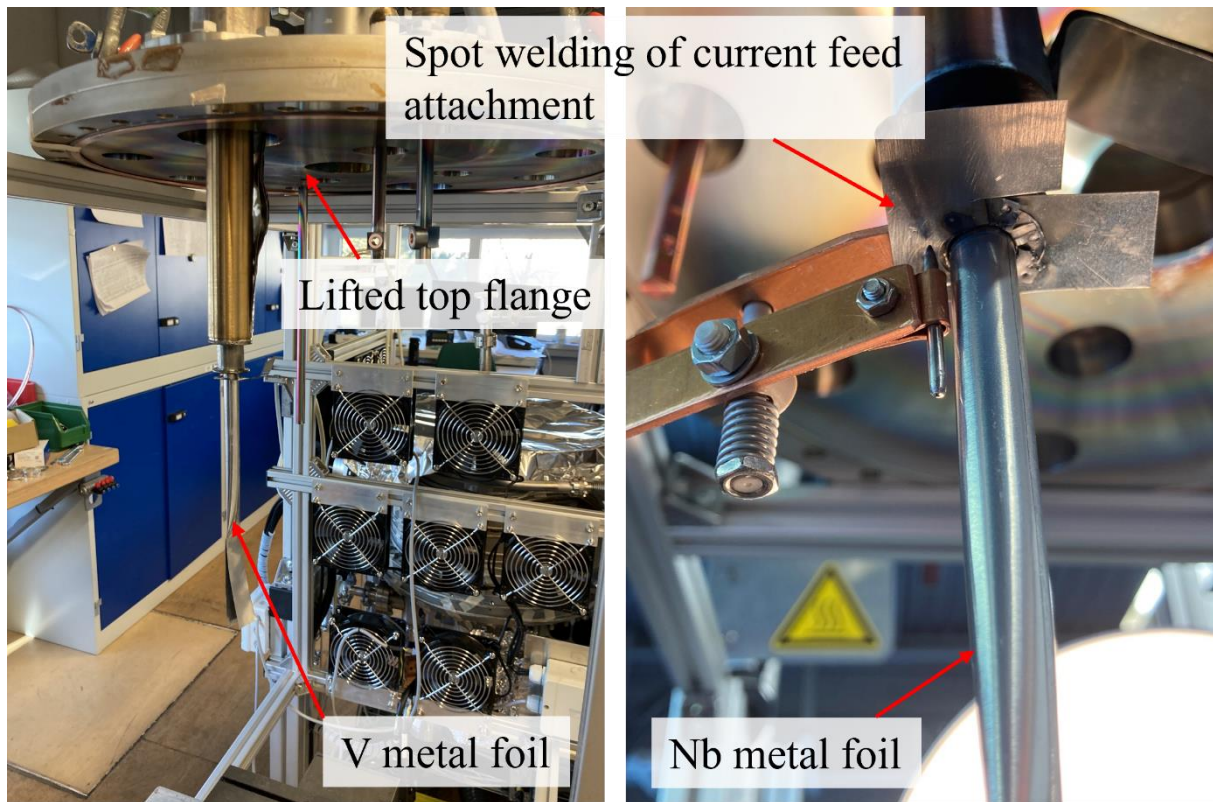 Spot welding of current feed
attachment
Lifted top flange
V metal foil
Nb metal foil